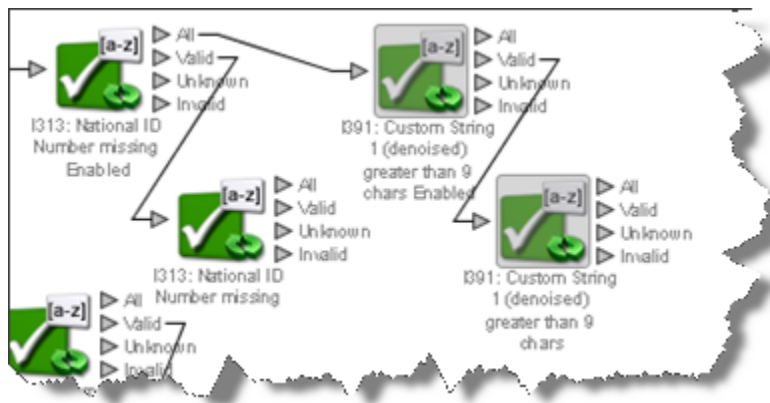 [a-z]
All
Valid
Unknown
Invalid
I313: National ID
Number missing
Enabled
[a-z]
All
Valid
Unknown
Invalid
I391: Custom String
1 (denoised)
greater than 9
chars Enabled
[a-z]
All
Valid
Unknown
Invalid
I313: National ID
Number missing
[a-z]
All
Valid
Unknown
Invalid
I391: Custom String
1 (denoised)
greater than 9
chars
[a-z]
All
Valid
Unknown
Invalid